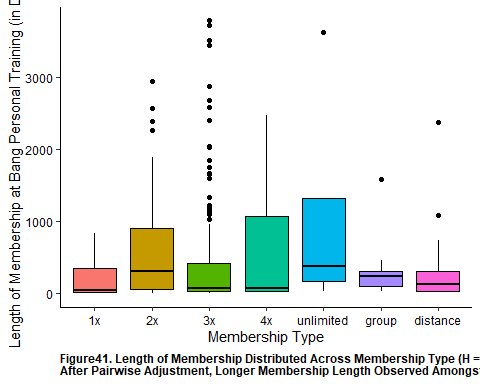 Length of Membership at Bang Personal Training (in D
3000
2000
1000
0
1x 2x 3x 4x unlimited group distance
Membership Type
Figure41. Length of Membership Distributed Across Membership Type (H =
After Pairwise Adjustment, Longer Membership Length Observed Amongs